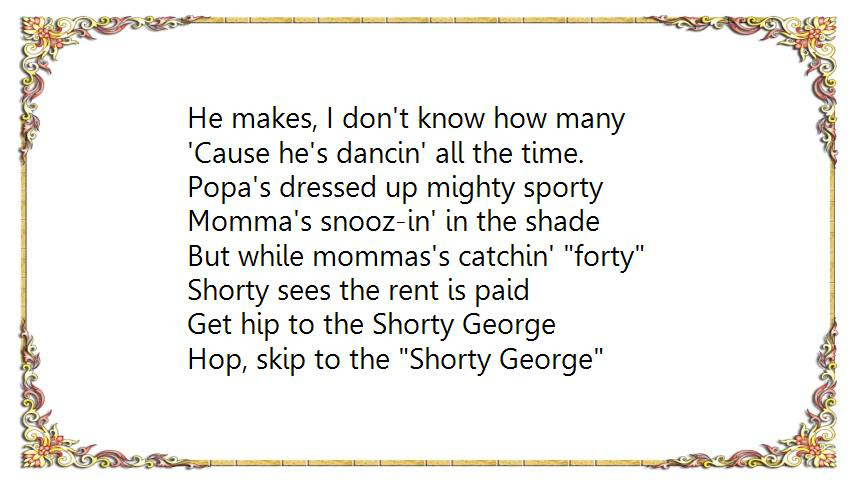 He makes, I don't know how many
'Cause he's dancin' all the time.
Popa's dressed up mighty sporty
Momma's snooz-in' in the shade
But while mommas's catchin' "forty"
Shorty sees the rent is paid
Get hip to the Shorty George
Hop, skip to the "Shorty George"